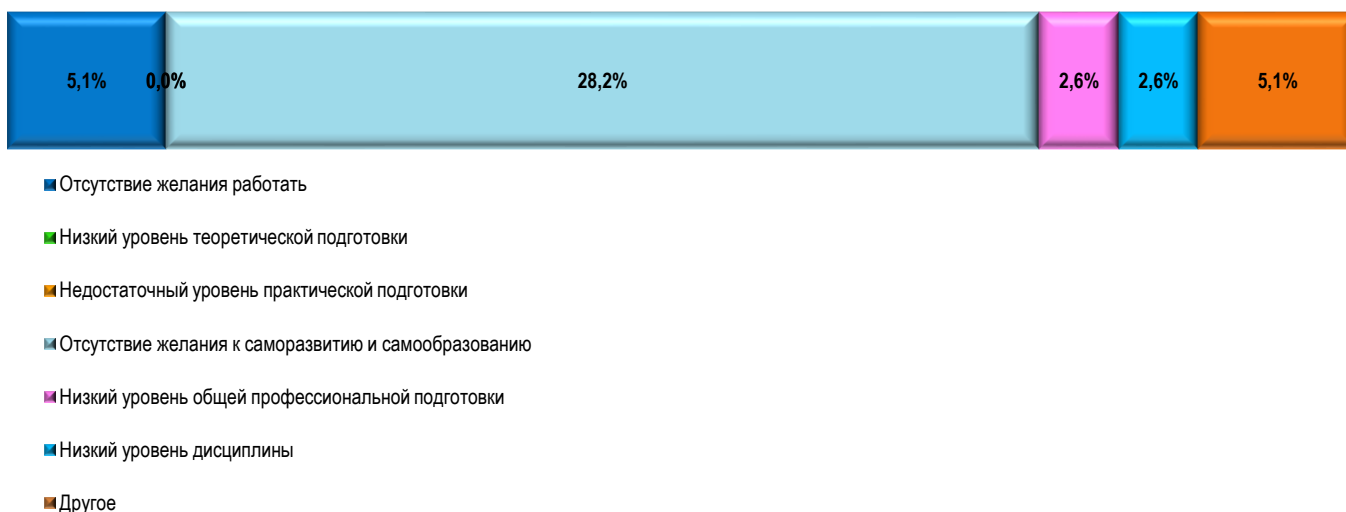 5,1% 0,0% 28,2% 2,6% 2,6% 5,1%
Отсутствие желания работать
Низкий уровень теоретической подготовки
Недостаточный уровень практической подготовки
Отсутствие желания к саморазвитию и самообразованию
Низкий уровень общей профессиональной подготовки
Низкий уровень дисциплины
Другое